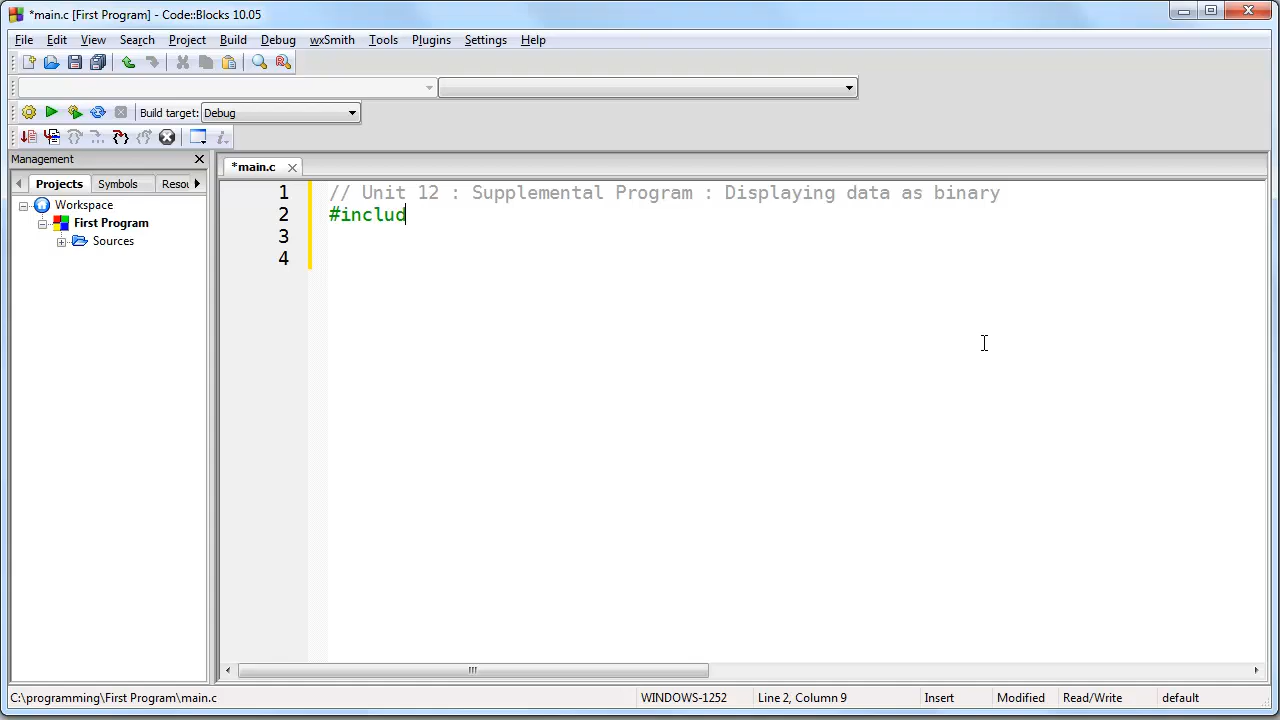 *main.c [First Program] - Code::Blocks 10.05
File Edit View Search Project Build Debug wxSmith Tools Plugins Settings Help
Build target: Debug
Management
*main.c
Projects Symbols Resou
1 // Unit 12 : Supplemental Program : Displaying data as binary
Workspace
2 #includ
First Program
3
Sources
4
C:\programming\First Program\main.c WINDOWS-1252 Line 2, Column 9 Insert Modified Read/Write default